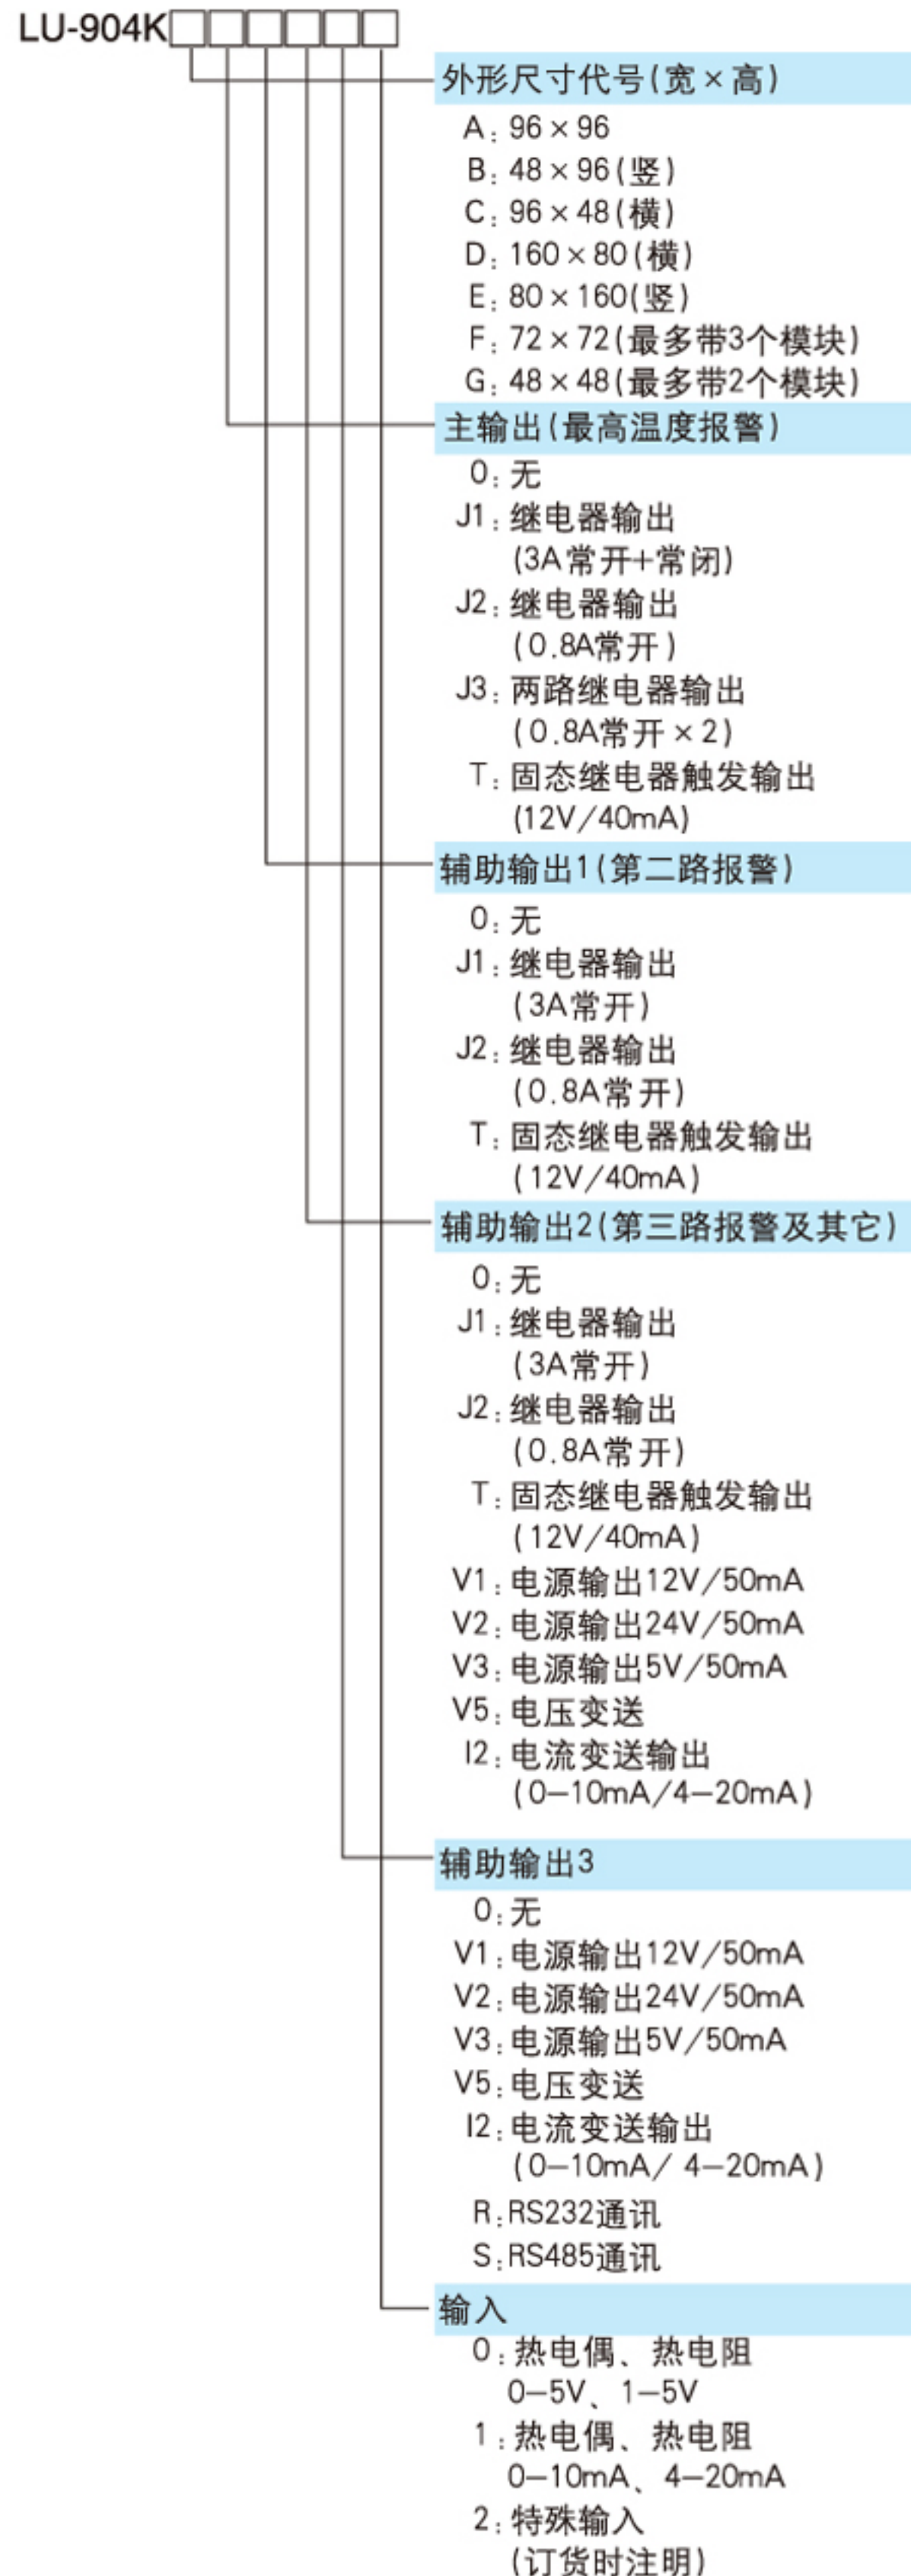 LU-904K
外形尺寸代号(宽×高)
A: 96×96
B: 48×96(竖)
C: 96×48(横)
D: 160×80(横)
E: 80×160(竖)
F: 72×72(最多带3个模块)
G: 48×48(最多带2个模块)
主输出(最高温度报警)
0: 无
J1: 继电器输出
(3A常开+常闭)
J2: 继电器输出
(0.8A常开)
J3: 两路继电器输出
(0.8A常开×2)
T: 固态继电器触发输出
(12V/40mA)
辅助输出1(第二路报警)
0: 无
J1: 继电器输出
(3A常开)
J2: 继电器输出
(0.8A常开)
T: 固态继电器触发输出
(12V/40mA)
辅助输出2(第三路报警及其它)
0: 无
J1: 继电器输出
(3A常开)
J2: 继电器输出
(0.8A常开)
T: 固态继电器触发输出
(12V/40mA)
V1: 电源输出12V/50mA
V2: 电源输出24V/50mA
V3: 电源输出5V/50mA
V5: 电压变送
I2: 电流变送输出
(0—10mA/4—20mA)
辅助输出3
0: 无
V1: 电源输出12V/50mA
V2: 电源输出24V/50mA
V3: 电源输出5V/50mA
V5: 电压变送
I2: 电流变送输出
(0—10mA/ 4—20mA)
R: RS232通讯
S: RS485通讯
输入
0: 热电偶、热电阻
0—5V、1—5V
1: 热电偶、热电阻
0—10mA、4—20mA
2: 特殊输入
(订货时注明)